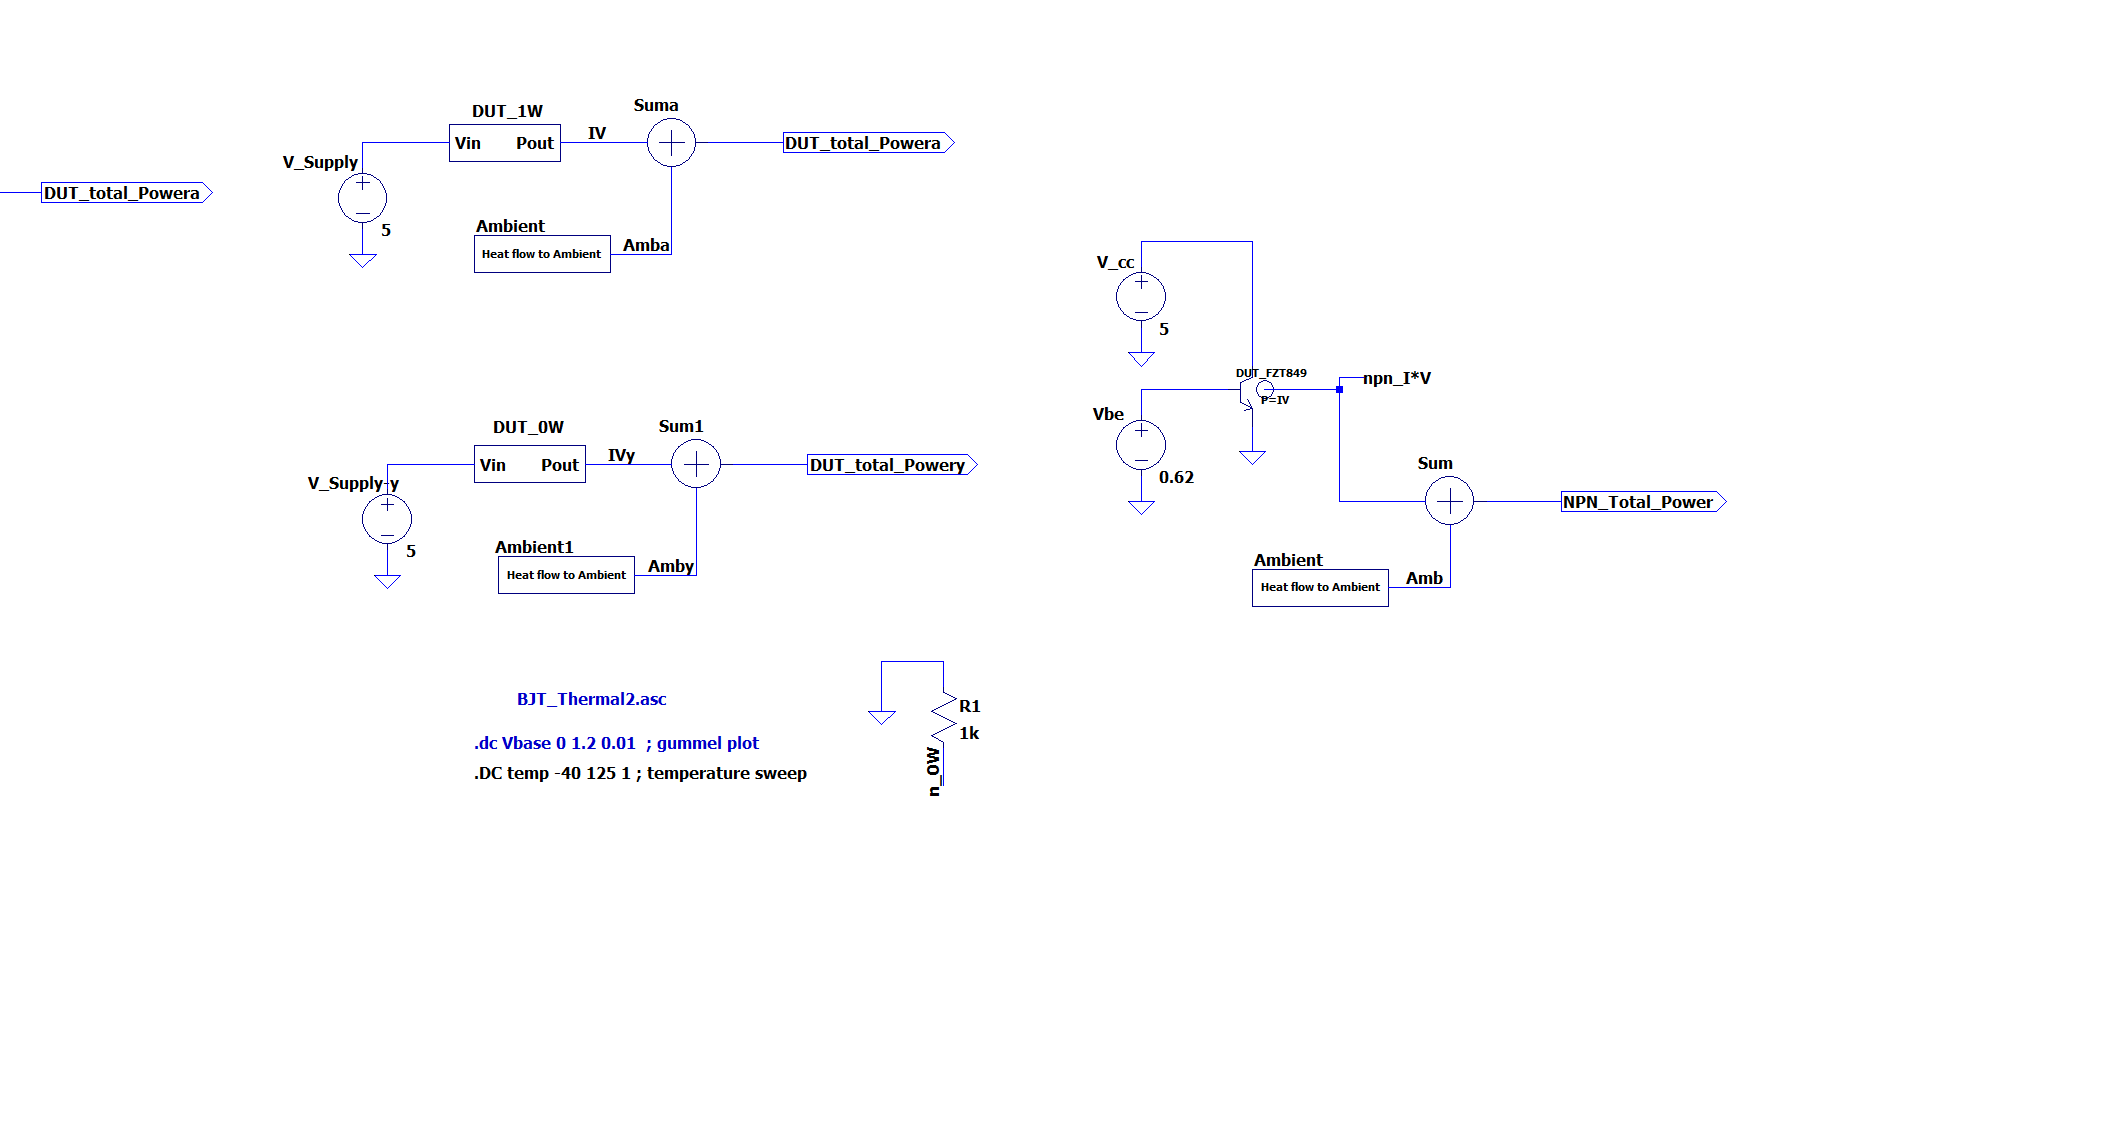 DUT_total_Powera
V_Supply
5
DUT_1W
Vin Pout
IV
Suma
DUT_total_Powera
Ambient
Heat flow to Ambient
Amba
V_Supply-y
5
DUT_0W
Vin Pout
IVy
Sum1
DUT_total_Powery
Ambient1
Heat flow to Ambient
Amby
V_cc
5
Vbe
0.62
DUT_FZT849
P=IV
npn_I*V
Sum
NPN_Total_Power
Ambient
Heat flow to Ambient
Amb
BJT_Thermal2.asc
.dc Vbase 0 1.2 0.01 ; gummel plot
.DC temp -40 125 1 ; temperature sweep
R1
1k
n_0W